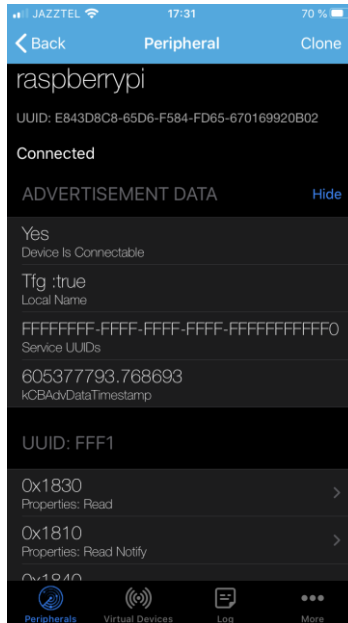 JAZZTEL 17:31 70 %
Back Peripheral Clone
raspberrypi
UUID: E843D8C8-65D6-F584-FD65-670169920B02
Connected
ADVERTISEMENT DATA Hide
Yes
Device Is Connectable
Tfg :true
Local Name
FFFFFFFF-FFFF-FFFF-FFFF-FFFFFFFFFFF0
Service UUIDs
605377793.768693
kCBAdvDataTimestamp
UUID: FFF1
0x1830
Properties: Read
0x1810
Properties: Read Notify
0x1840
Peripherals Virtual Devices Log More